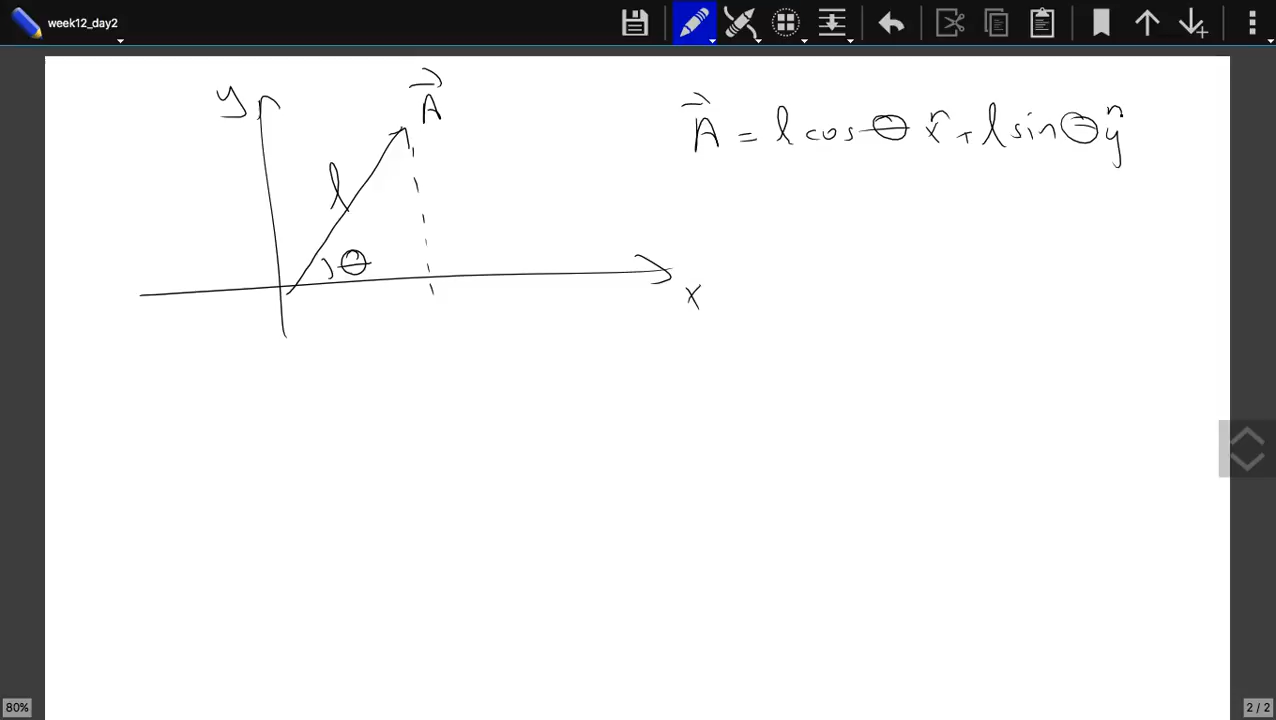 week12_day2
y
A⃗
A⃗ = l cos θ x̂ + l sin θ ŷ
l
θ
x
80%
2 / 2